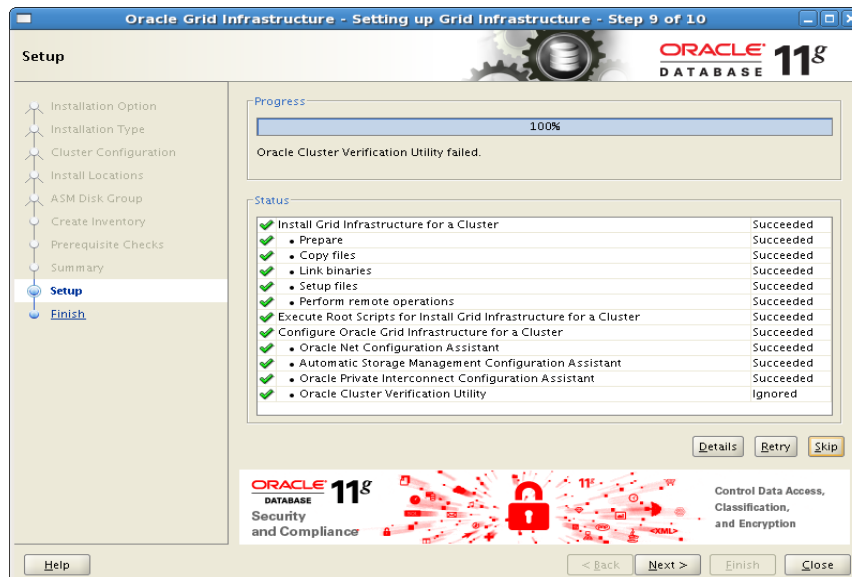 Oracle Grid Infrastructure - Setting up Grid Infrastructure - Step 9 of 10
Setup
ORACLE
DATABASE 11g
Installation Option
Installation Type
Cluster Configuration
Install Locations
ASM Disk Group
Create Inventory
Prerequisite Checks
Summary
Setup
Finish
Progress
100%
Oracle Cluster Verification Utility failed.
Status
Install Grid Infrastructure for a Cluster Succeeded
• Prepare Succeeded
• Copy files Succeeded
• Link binaries Succeeded
• Setup files Succeeded
• Perform remote operations Succeeded
Execute Root Scripts for Install Grid Infrastructure for a Cluster Succeeded
Configure Oracle Grid Infrastructure for a Cluster Succeeded
• Oracle Net Configuration Assistant Succeeded
• Automatic Storage Management Configuration Assistant Succeeded
• Oracle Private Interconnect Configuration Assistant Succeeded
• Oracle Cluster Verification Utility Ignored
Details Retry Skip
ORACLE
DATABASE 11g
Security
and Compliance
11g
<XML>
Control Data Access,
Classification,
and Encryption
Help < Back Next > Finish Close